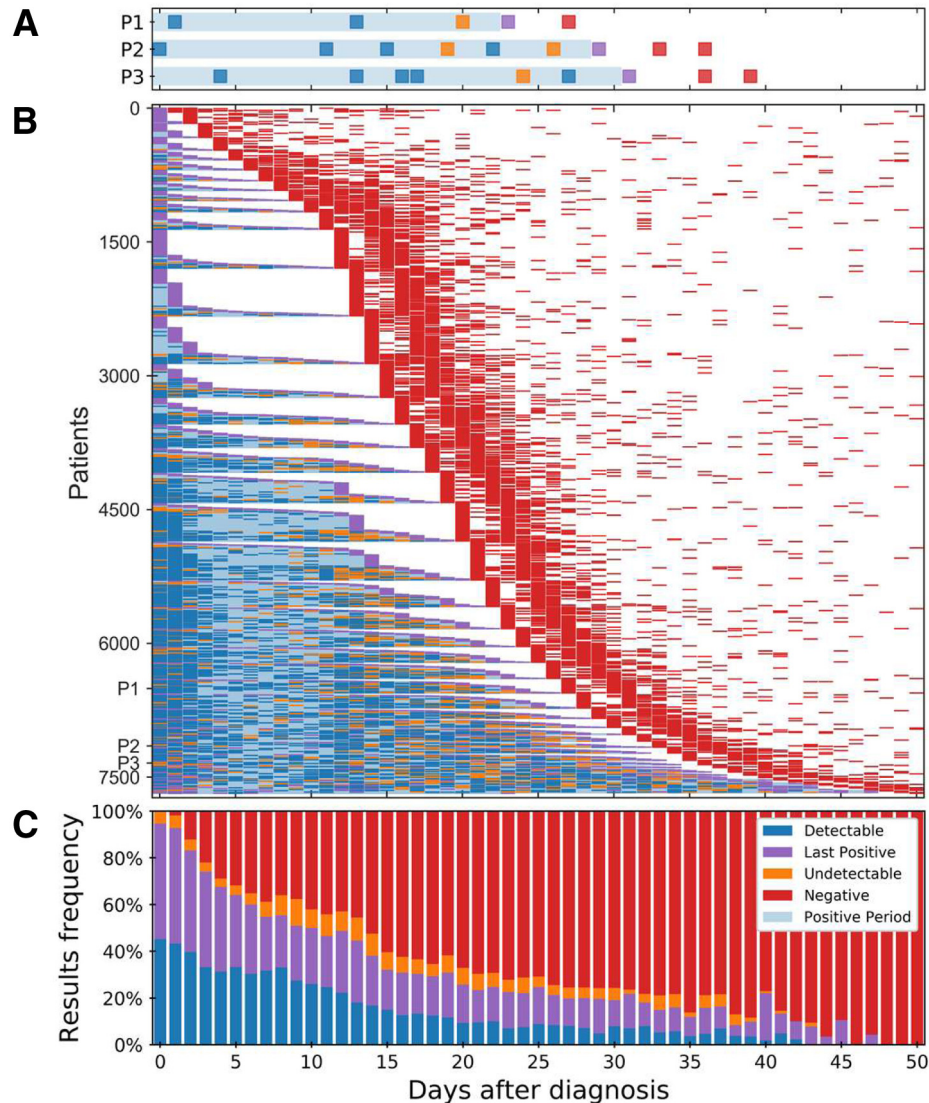 A
P1
P2
P3
B
0
1500
3000
4500
6000
P1
P2
P3
7500
Patients
C
100%
80%
60%
40%
20%
0%
Results frequency
Detectable
Last Positive
Undetectable
Negative
Positive Period
0 5 10 15 20 25 30 35 40 45 50
Days after diagnosis